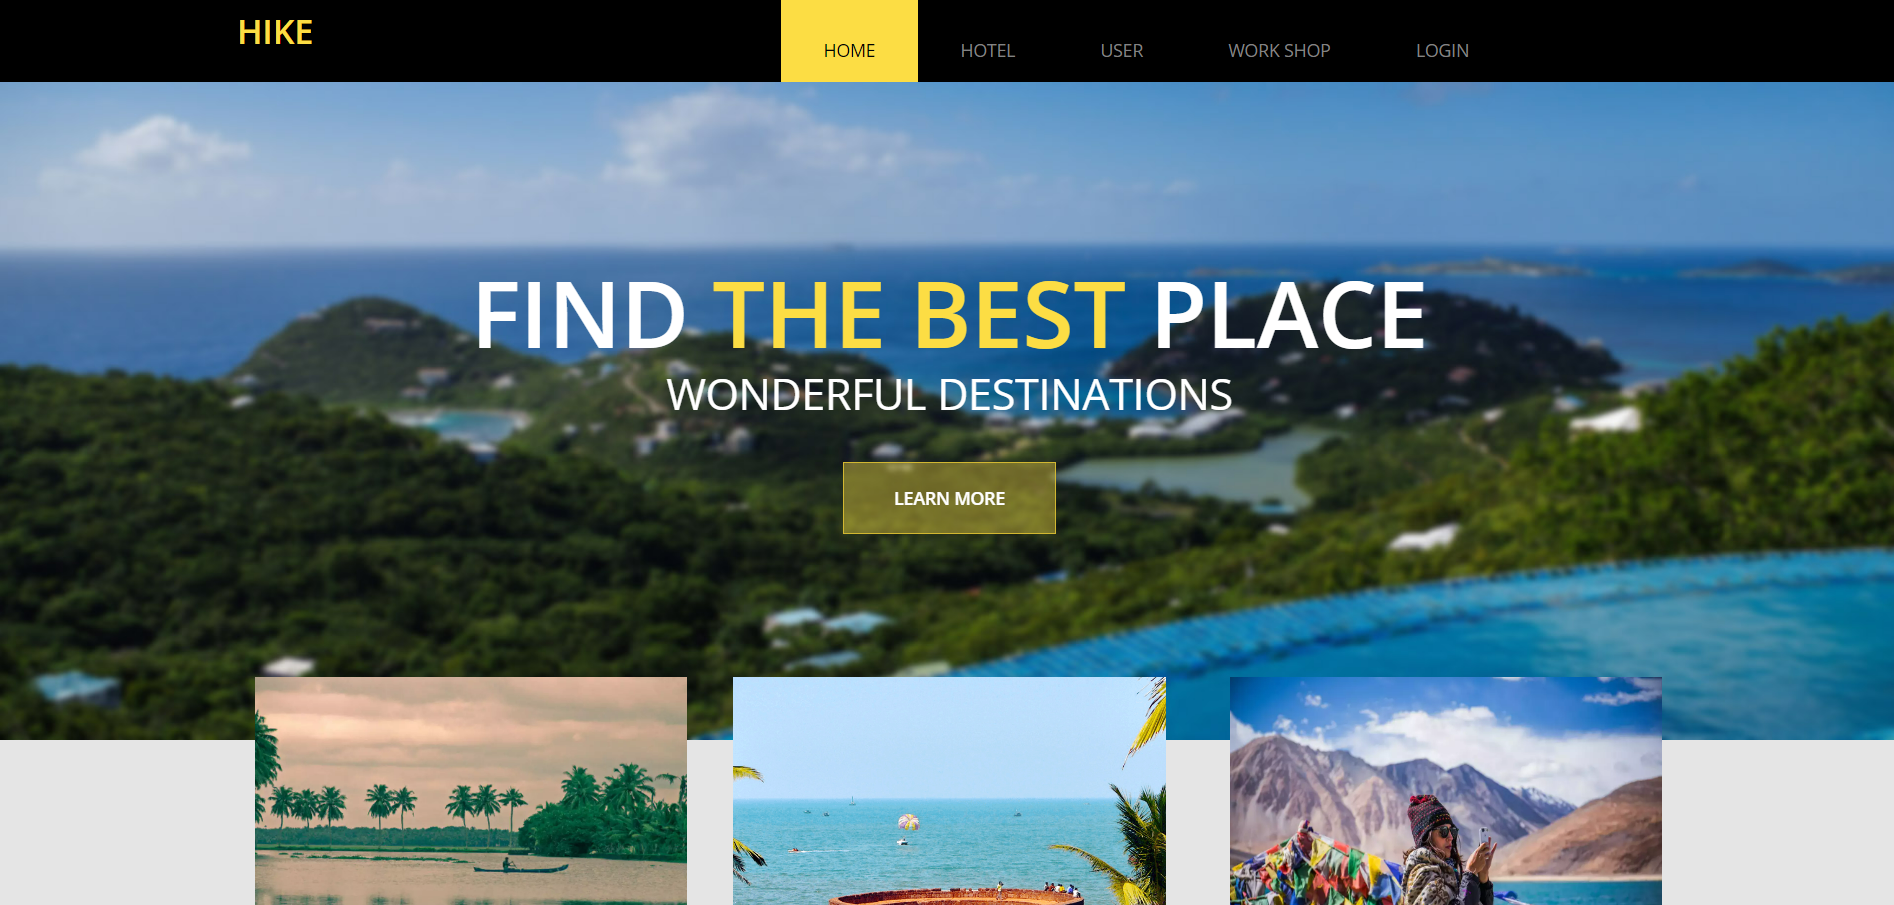 HIKE
HOME HOTEL USER WORK SHOP LOGIN
FIND THE BEST PLACE
WONDERFUL DESTINATIONS
LEARN MORE